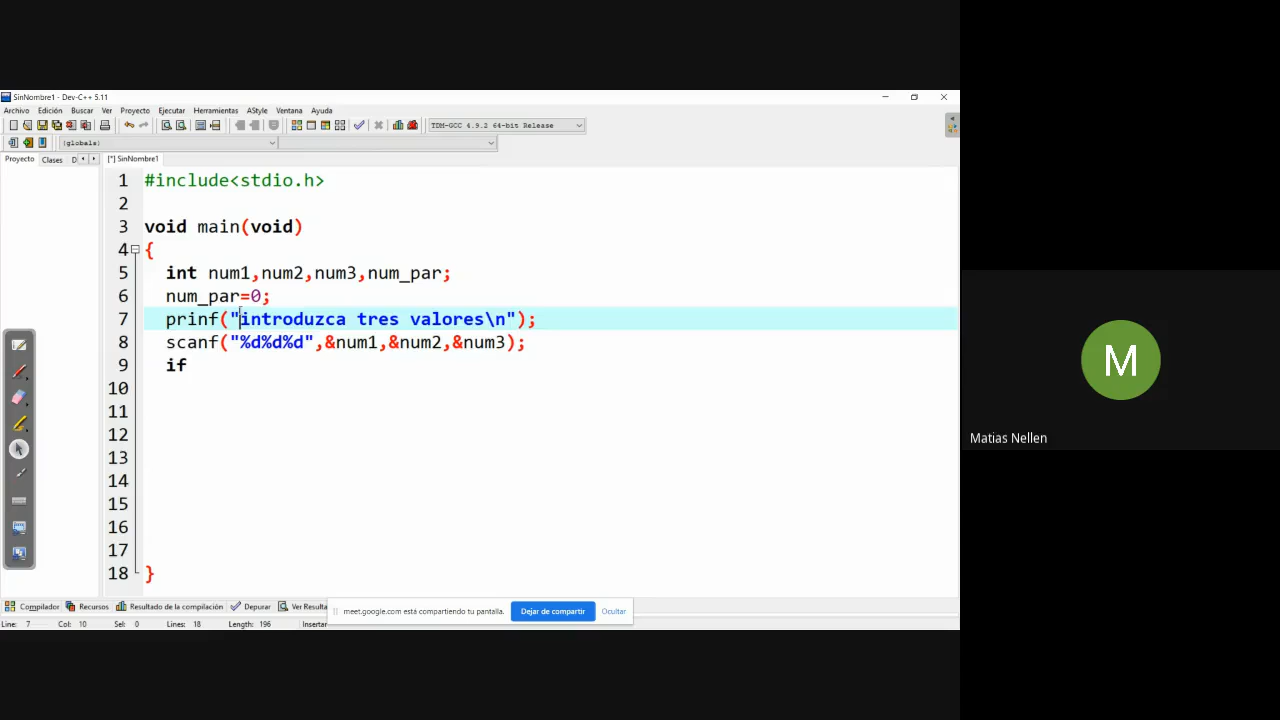 SinNombre1 - Dev-C++ 5.11
Archivo Edición Buscar Ver Proyecto Ejecutar Herramientas AStyle Ventana Ayuda
TDM-GCC 4.9.2 64-bit Release
(globals)
Proyecto Clases D [*] SinNombre1
1 #include<stdio.h>
2
3 void main(void)
4 {
5 int num1,num2,num3,num_par;
6 num_par=0;
7 prinf("introduzca tres valores\n");
8 scanf("%d%d%d",&num1,&num2,&num3);
9 if
10
11
12
13
14
15
16
17
18 }
M
Matias Nellen
Compilador Recursos Resultado de la compilación Depurar Ver Resulta
meet.google.com está compartiendo tu pantalla. Dejar de compartir Ocultar
Line: 7 Col: 10 Sel: 0 Lines: 18 Length: 196 Insertar